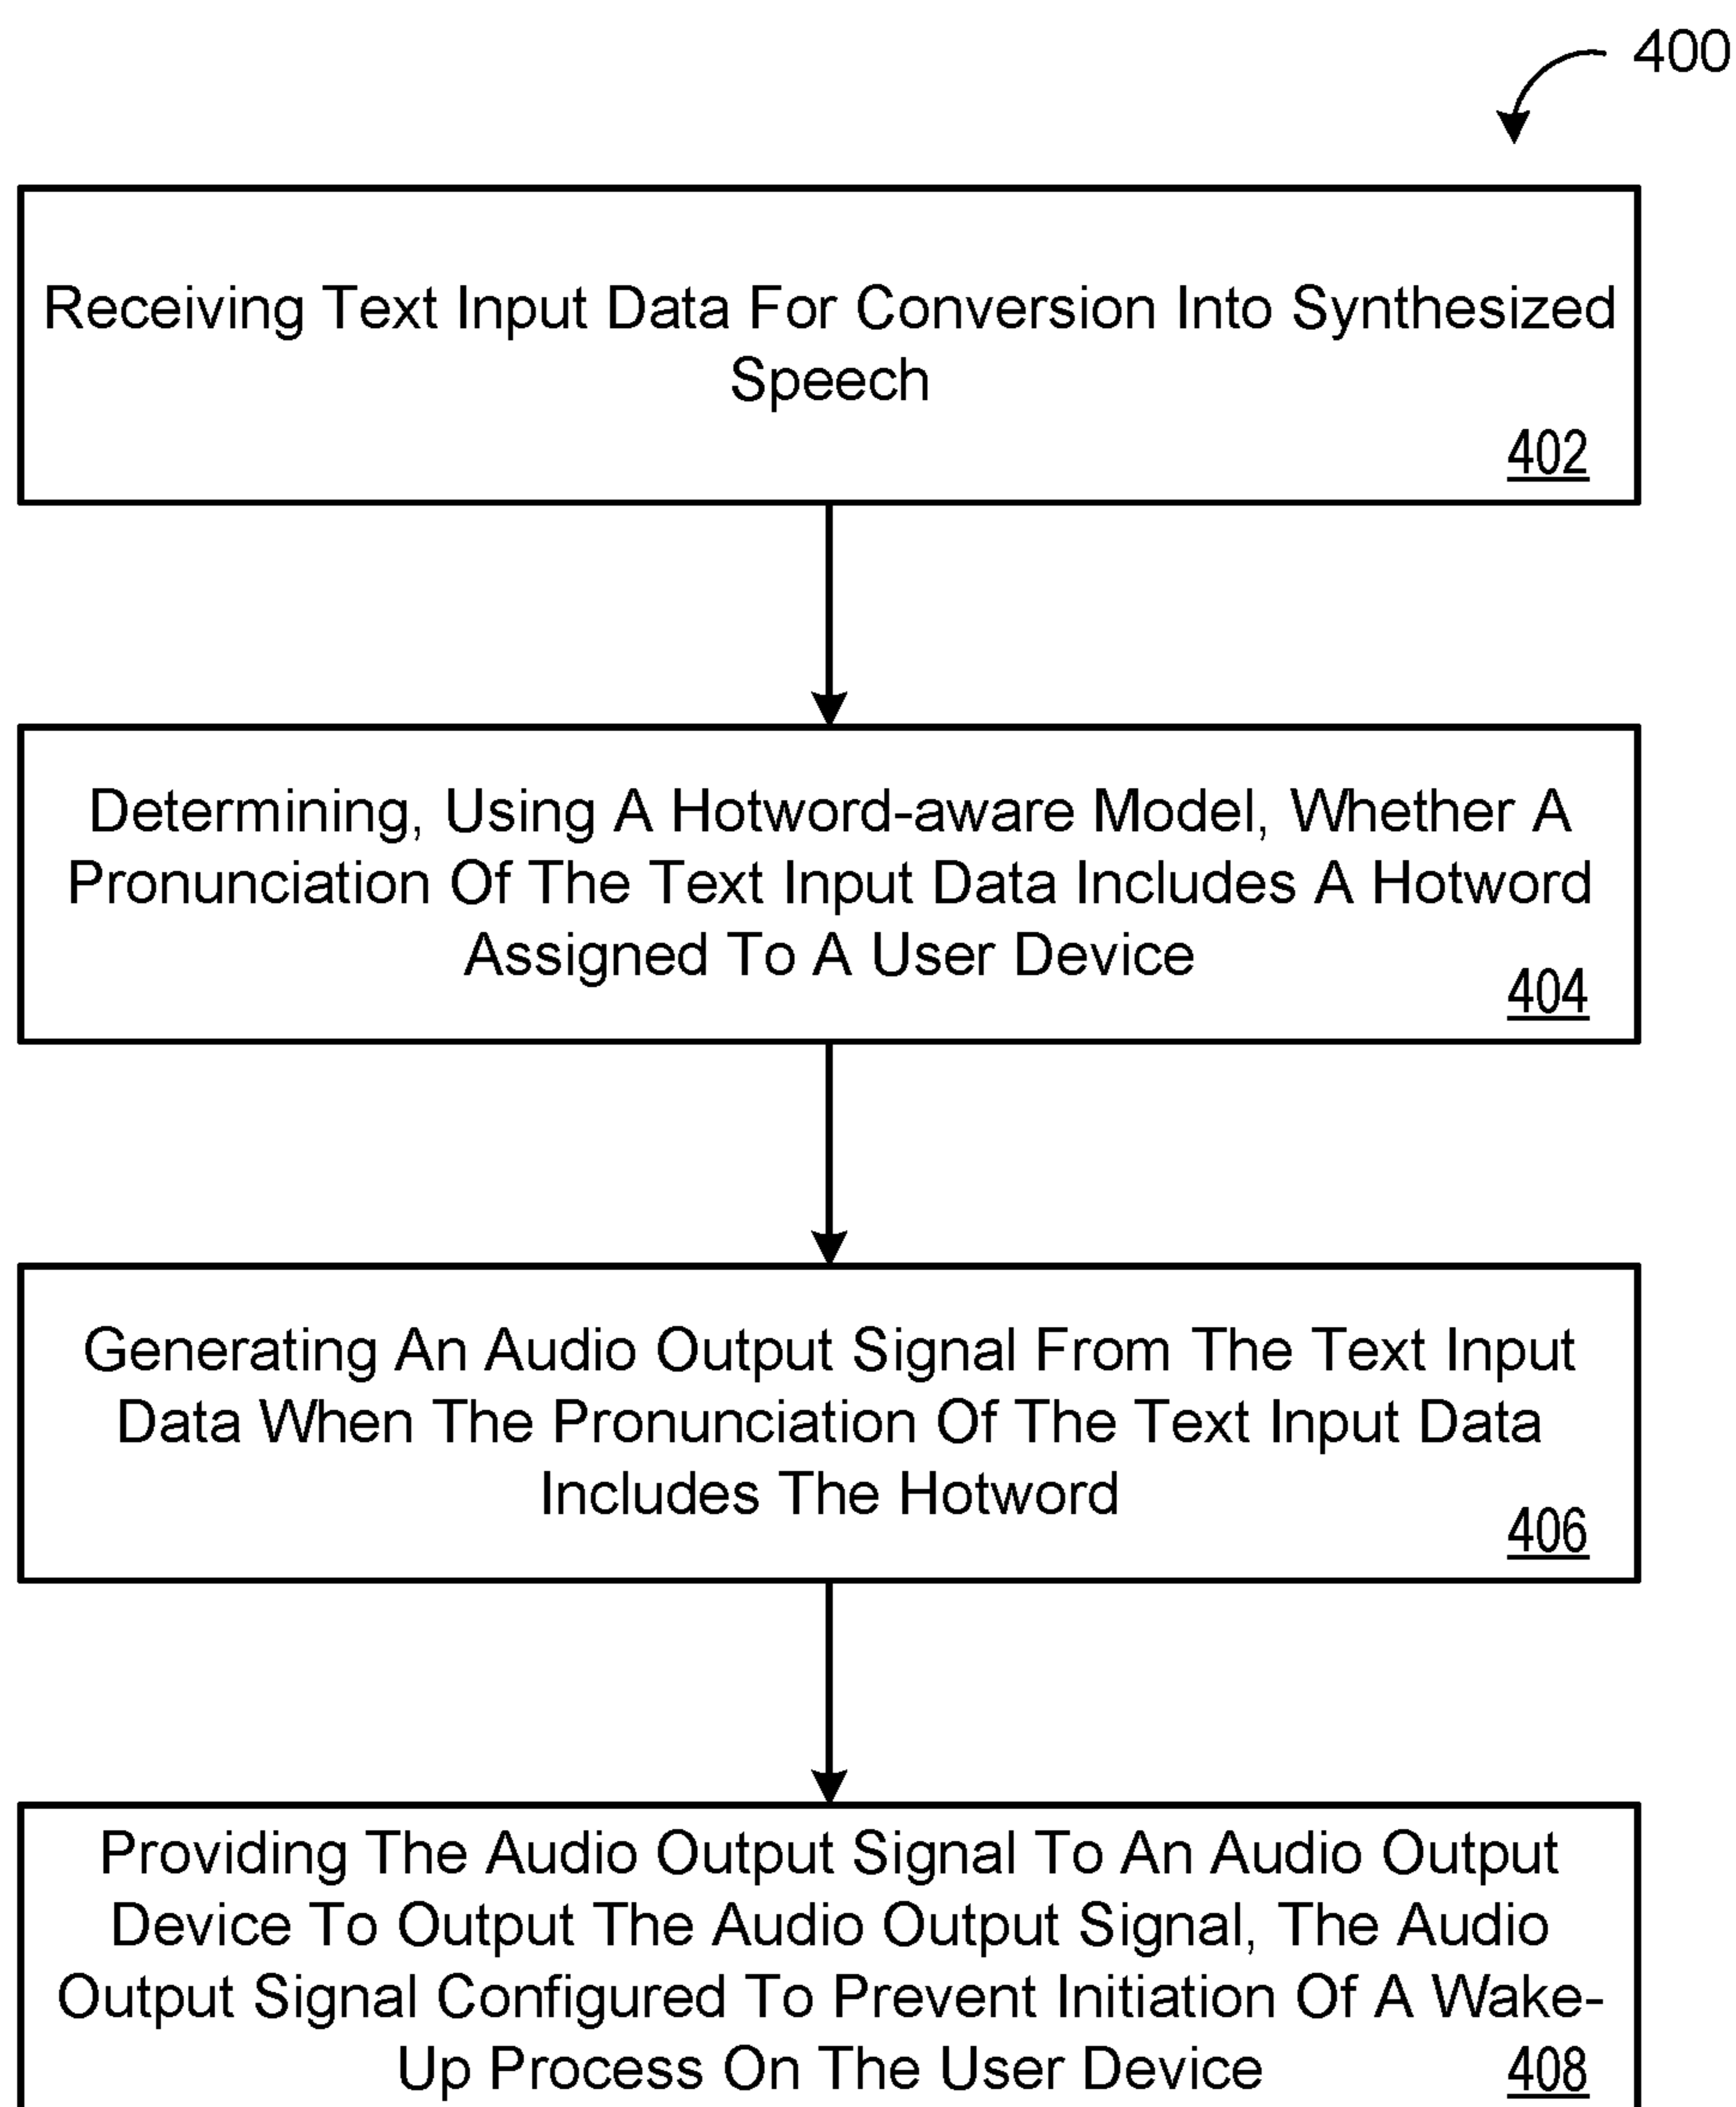 400
Receiving Text Input Data For Conversion Into Synthesized
Speech
402
Determining, Using A Hotword-aware Model, Whether A
Pronunciation Of The Text Input Data Includes A Hotword
Assigned To A User Device
404
Generating An Audio Output Signal From The Text Input
Data When The Pronunciation Of The Text Input Data
Includes The Hotword
406
Providing The Audio Output Signal To An Audio Output
Device To Output The Audio Output Signal, The Audio
Output Signal Configured To Prevent Initiation Of A Wake-
Up Process On The User Device
408